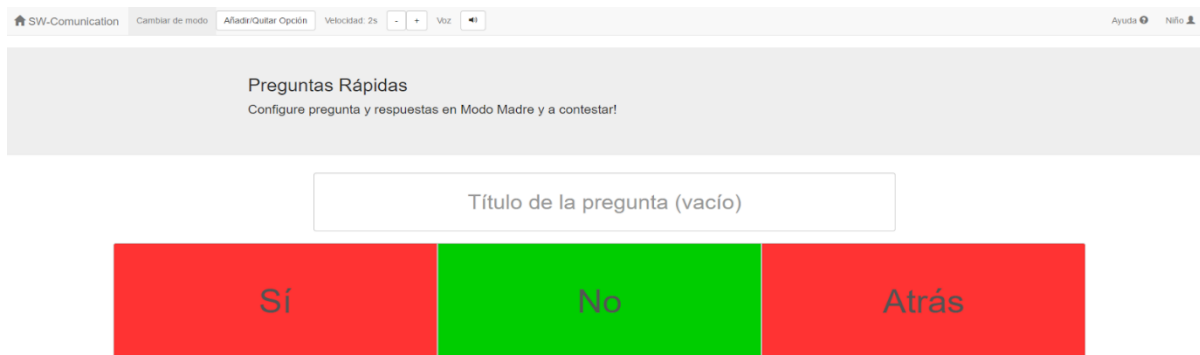 SW-Comunication Cambiar de modo Añadir/Quitar Opción Velocidad: 2s - + Voz Ayuda Niño
Preguntas Rápidas
Configure pregunta y respuestas en Modo Madre y a contestar!
Título de la pregunta (vacío)
Sí No Atrás